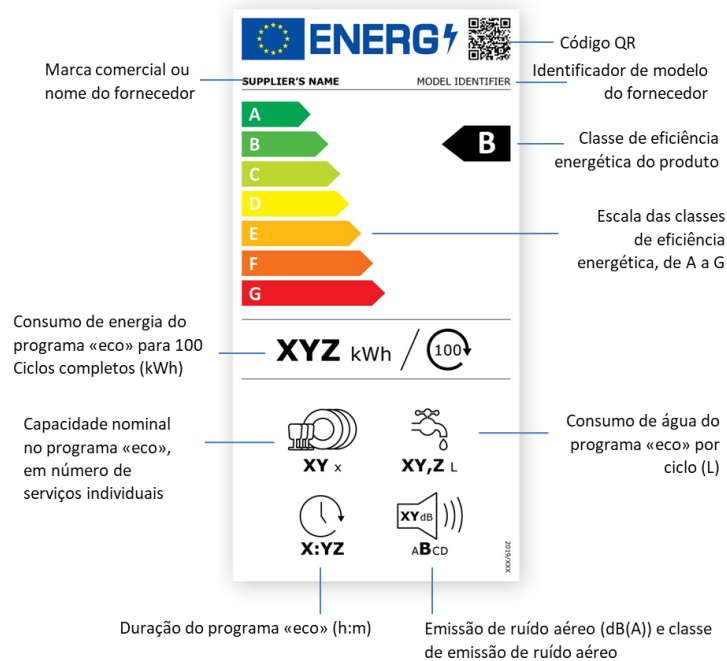 ENERG
Código QR
Marca comercial ou
nome do fornecedor
SUPPLIER'S NAME
MODEL IDENTIFIER
Identificador de modelo
do fornecedor
A
B
C
D
E
F
G
B
Classe de eficiência
energética do produto
Escala das classes
de eficiência
energética, de A a G
Consumo de energia do
programa «eco» para 100
Ciclos completos (kWh)
XYZ kWh / 100
Capacidade nominal
no programa «eco»,
em número de
serviços individuais
XY x
XY,Z L
Consumo de água do
programa «eco» por
ciclo (L)
X:YZ
XYdB
ABCD
2019/XXX
Duração do programa «eco» (h:m)
Emissão de ruído aéreo (dB(A)) e classe
de emissão de ruído aéreo